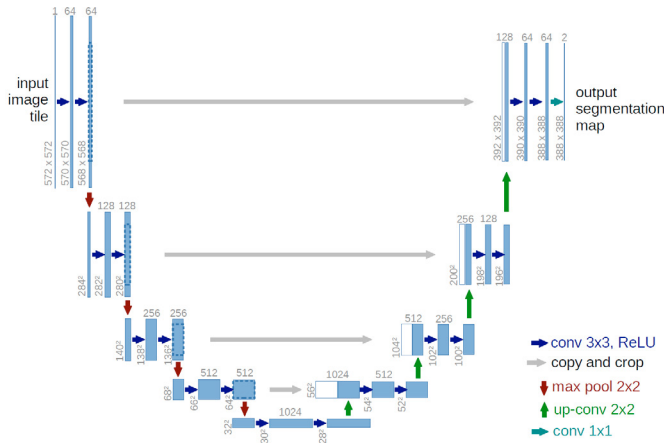 1 64 64
128 64 64 2
input
image
tile
output
segmentation
map
572 x 572
570 x 570
568 x 568
392 x 392
390 x 390
388 x 388
388 x 388
128 128
256 128
284²
282²
280²
200²
198²
196²
256 256
512 256
140²
138²
136²
104²
102²
100²
512 512
1024 512
68²
66²
64²
56²
54²
52²
1024
32²
30²
28²
conv 3x3, ReLU
copy and crop
max pool 2x2
up-conv 2x2
conv 1x1